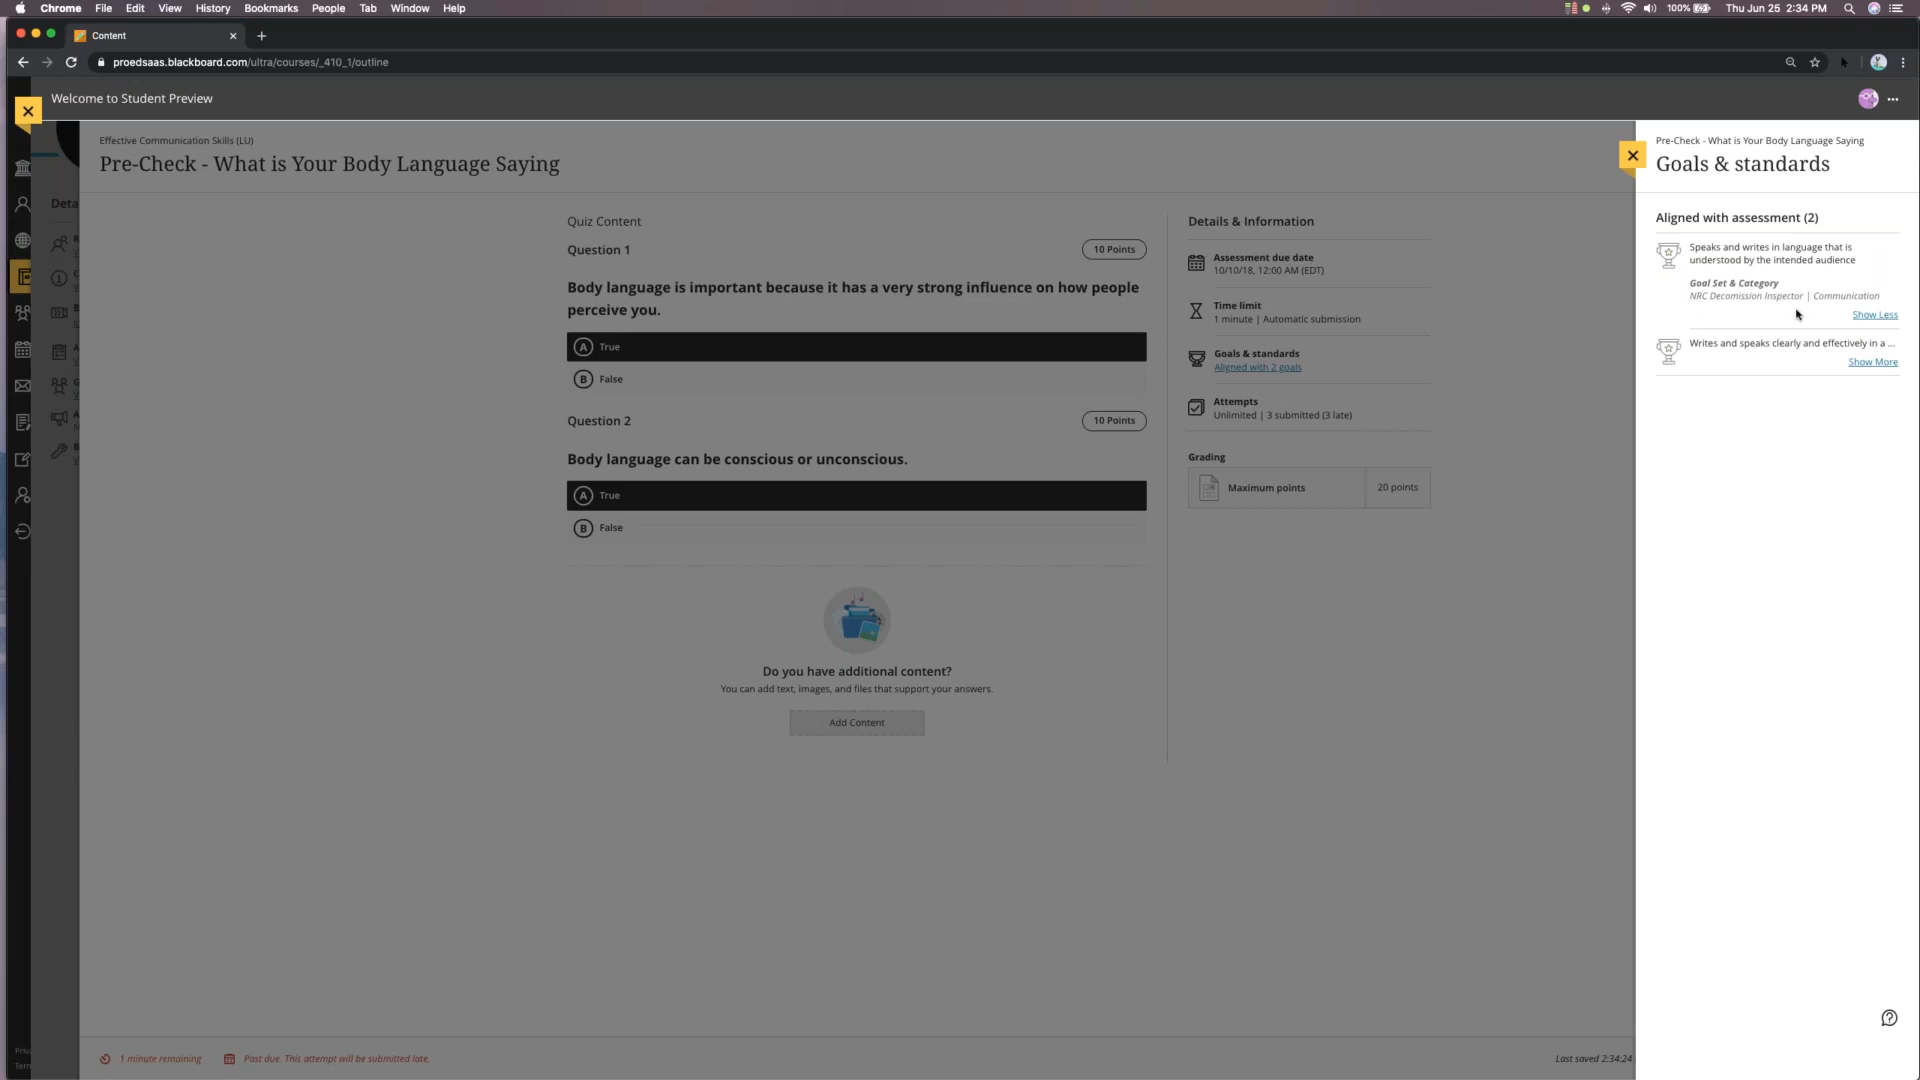 Chrome File Edit View History Bookmarks People Tab Window Help
100% Thu Jun 25 2:34 PM
Content
proedsaas.blackboard.com/ultra/courses/_410_1/outline
Welcome to Student Preview
Effective Communication Skills (LU)
Pre-Check - What is Your Body Language Saying
Deta
Quiz Content
Question 1
10 Points
Body language is important because it has a very strong influence on how people
perceive you.
A True
B False
Question 2
10 Points
Body language can be conscious or unconscious.
A True
B False
Do you have additional content?
You can add text, images, and files that support your answers.
Add Content
Details & Information
Assessment due date
10/10/18, 12:00 AM (EDT)
Time limit
1 minute | Automatic submission
Goals & standards
Aligned with 2 goals
Attempts
Unlimited | 3 submitted (3 late)
Grading
Maximum points
20 points
Pre-Check - What is Your Body Language Saying
Goals & standards
Aligned with assessment (2)
Speaks and writes in language that is
understood by the intended audience
Goal Set & Category
NRC Decomission Inspector | Communication
Show Less
Writes and speaks clearly and effectively in a ...
Show More
Priv
Term
1 minute remaining
Past due. This attempt will be submitted late.
Last saved 2:34:24